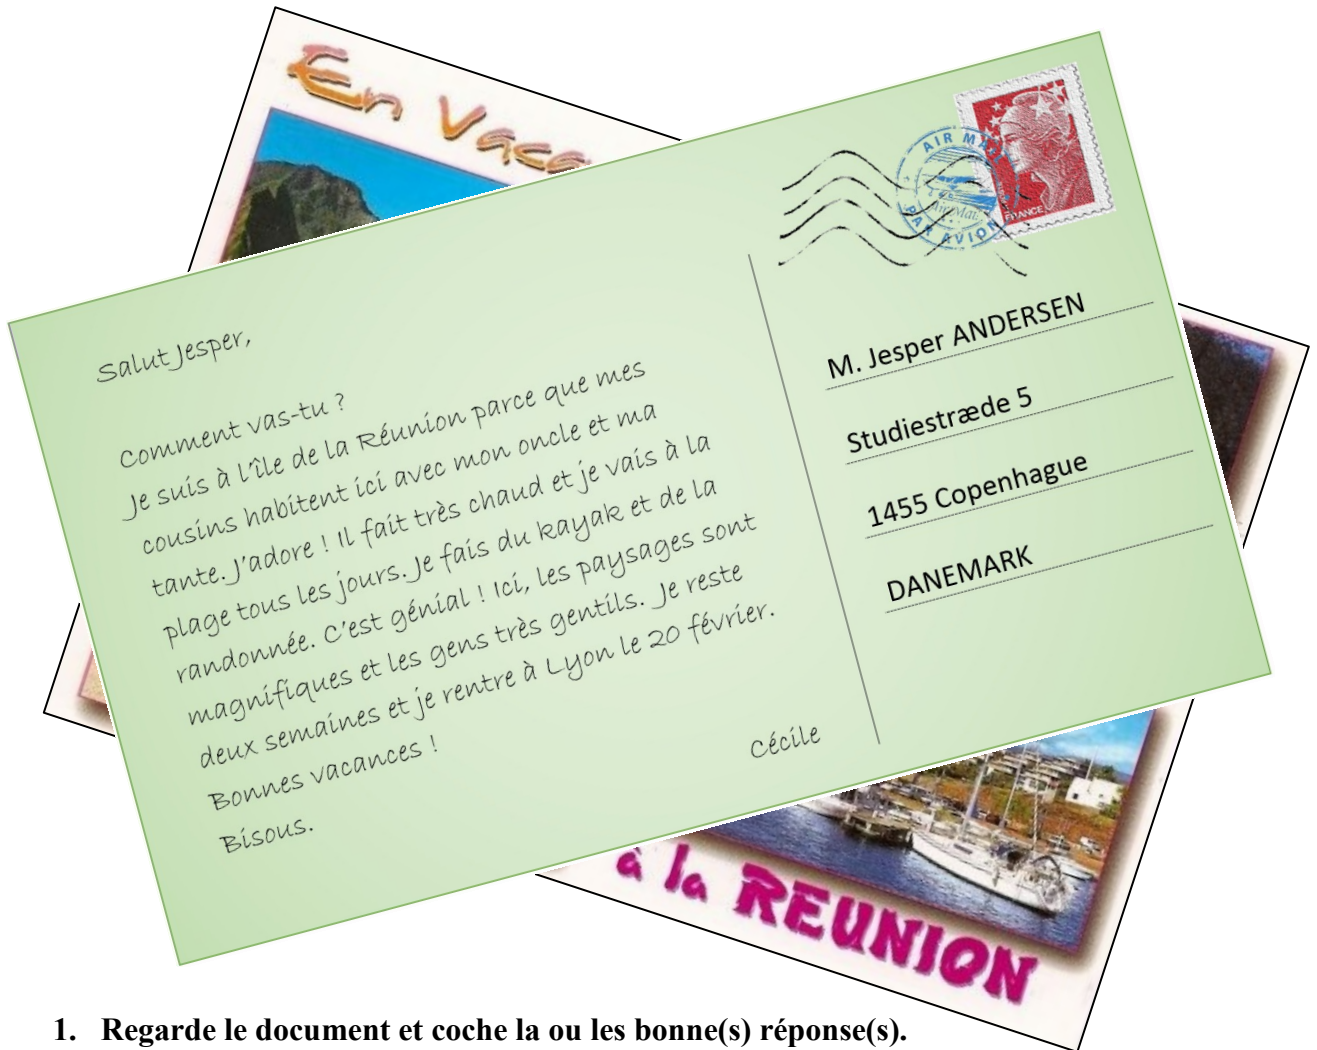 En Vaca
AIR MAIL
Air Mail
PAR AVION
FRANCE
Salut Jesper,
Comment vas-tu ?
Je suis à l'île de la Réunion parce que mes
cousins habitent ici avec mon oncle et ma
tante. J'adore ! Il fait très chaud et je vais à la
plage tous les jours. Je fais du kayak et de la
randonnée. C'est génial ! Ici, les paysages sont
magnifiques et les gens très gentils. Je reste
deux semaines et je rentre à Lyon le 20 février.
Bonnes vacances !
Bisous.
Cécile
M. Jesper ANDERSEN
Studiestræde 5
1455 Copenhague
DANEMARK
à la REUNION
1. Regarde le document et coche la ou les bonne(s) réponse(s).